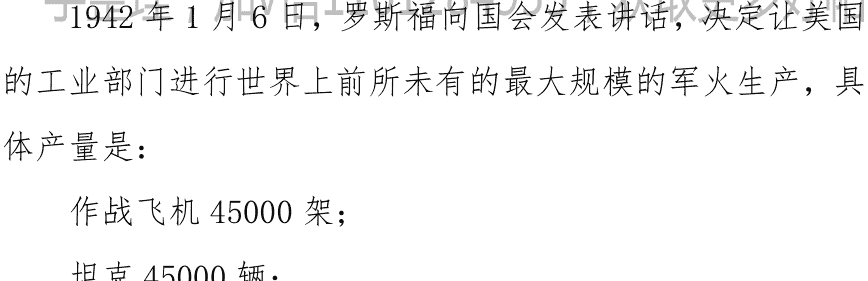 1942 年 1 月 6 日，罗斯福向国会发表讲话，决定让美国
的工业部门进行世界上前所未有的最大规模的军火生产，具
体产量是：
作战飞机 45000 架；
坦克 45000 辆；